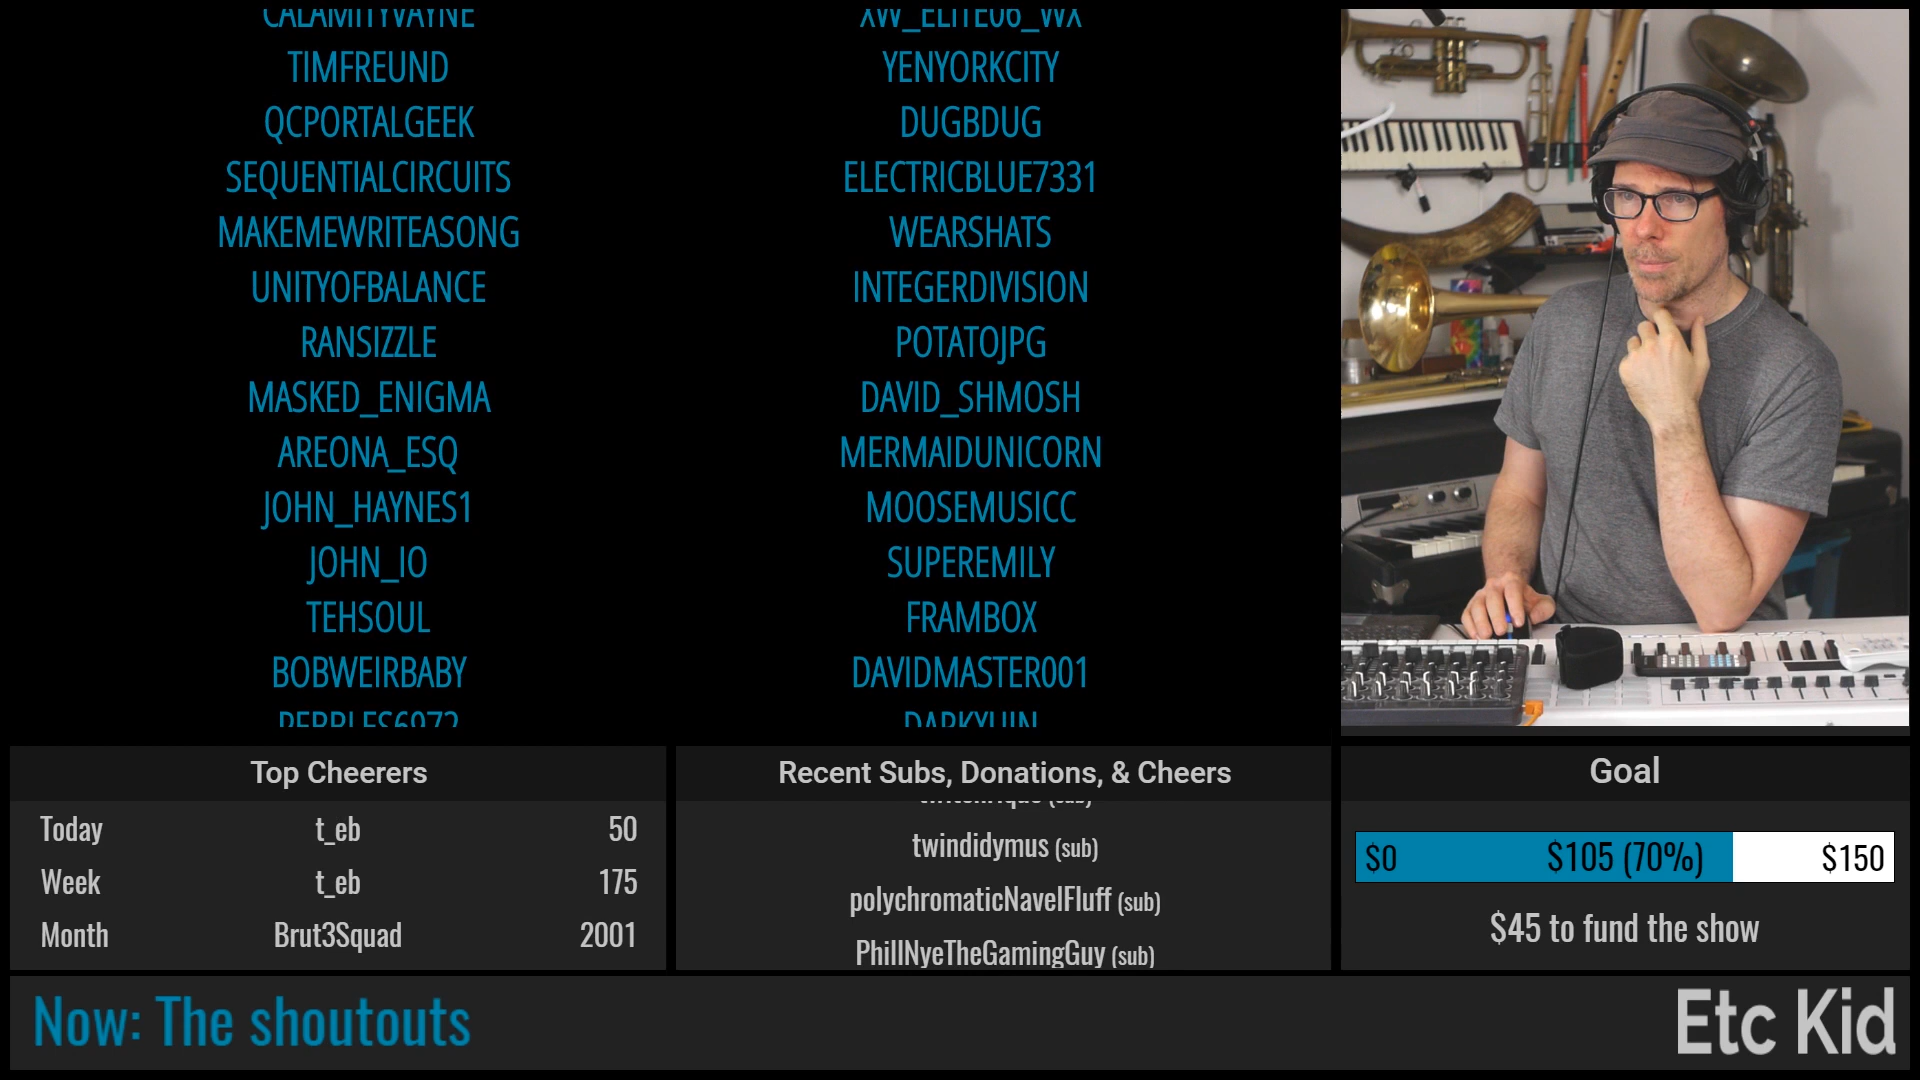 CALAMITYVAYNE
TIMFREUND
QCPORTALGEEK
SEQUENTIALCIRCUITS
MAKEMEWRITEASONG
UNITYOFBALANCE
RANSIZZLE
MASKED_ENIGMA
AREONA_ESQ
JOHN_HAYNES1
JOHN_IO
TEHSOUL
BOBWEIRBABY
YENYORKCITY
DUGBDUG
ELECTRICBLUE7331
WEARSHATS
INTEGERDIVISION
POTATOJPG
DAVID_SHMOSH
MERMAIDUNICORN
MOOSEMUSICC
SUPEREMILY
FRAMBOX
DAVIDMASTER001
Top Cheerers
Today t_eb 50
Week t_eb 175
Month Brut3Squad 2001
Recent Subs, Donations, & Cheers
twindidymus (sub)
polychromaticNavelFluff (sub)
PhillNyeTheGamingGuy (sub)
Goal
$0 $105 (70%) $150
$45 to fund the show
Now: The shoutouts
Etc Kid